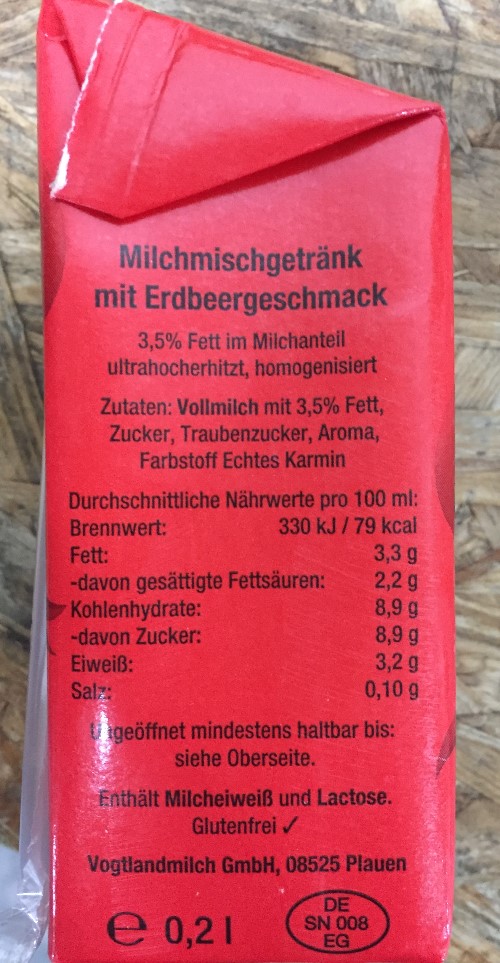 Milchmischgetränk
mit Erdbeergeschmack
3,5% Fett im Milchanteil
ultrahocherhitzt, homogenisiert
Zutaten: Vollmilch mit 3,5% Fett,
Zucker, Traubenzucker, Aroma,
Farbstoff Echtes Karmin
Durchschnittliche Nährwerte pro 100 ml:
Brennwert: 330 kJ / 79 kcal
Fett: 3,3 g
-davon gesättigte Fettsäuren: 2,2 g
Kohlenhydrate: 8,9 g
-davon Zucker: 8,9 g
Eiweiß: 3,2 g
Salz: 0,10 g
Ungeöffnet mindestens haltbar bis:
siehe Oberseite.
Enthält Milcheiweiß und Lactose.
Glutenfrei ✓
Vogtlandmilch GmbH, 08525 Plauen
℮ 0,2 l
DE
SN 008
EG